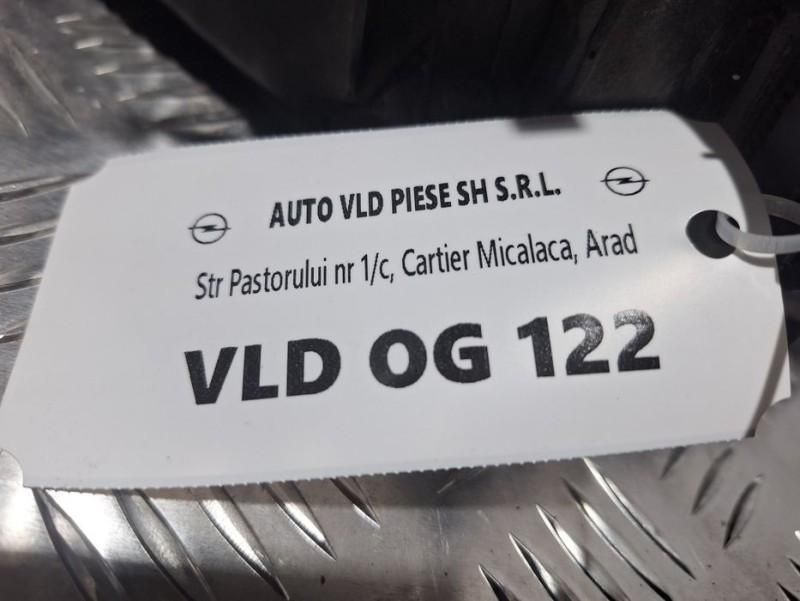 AUTO VLD PIESE SH S.R.L.
Str Pastorului nr 1/c, Cartier Micalaca, Arad
VLD OG 122